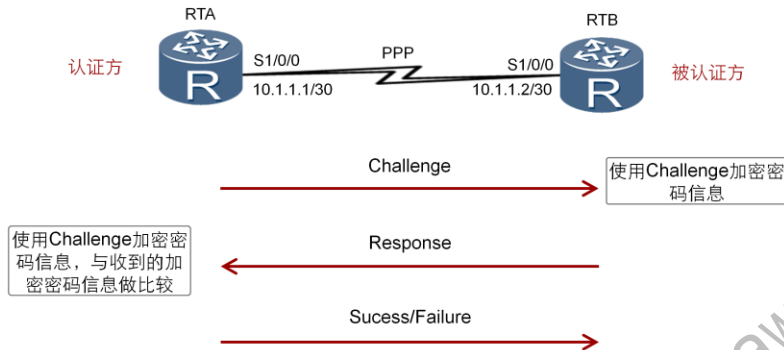 RTA
RTB
认证方
S1/0/0
PPP
S1/0/0
被认证方
R
10.1.1.1/30
10.1.1.2/30
R
Challenge
使用Challenge加密密
码信息
使用Challenge加密密
码信息，与收到的加
密密码信息做比较
Response
Sucess/Failure